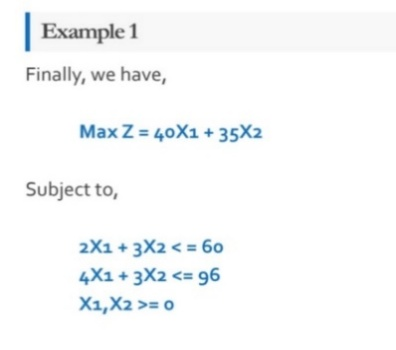 Example 1
Finally, we have,
Max Z = 40X1 + 35X2
Subject to,
2X1 + 3X2 < = 60
4X1 + 3X2 <= 96
X1,X2 >= 0